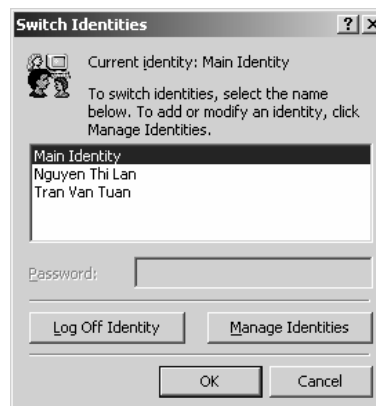 Switch Identities
Current identity: Main Identity
To switch identities, select the name
below. To add or modify an identity, click
Manage Identities.
Main Identity
Nguyen Thi Lan
Tran Van Tuan
Password:
Log Off Identity
Manage Identities
OK
Cancel